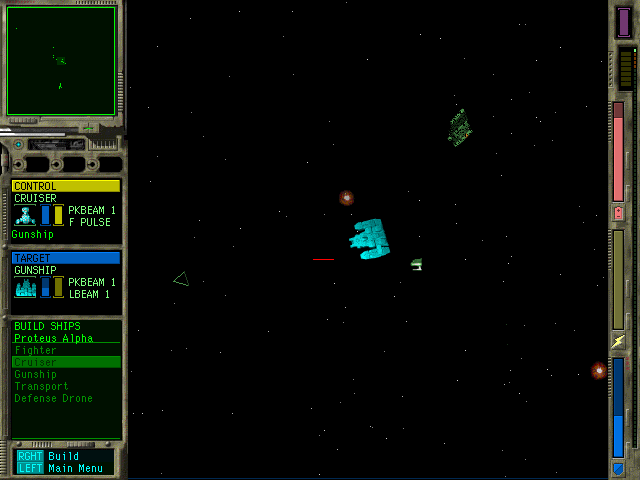 CONTROL
CRUISER
PKBEAM 1
F PULSE
Gunship
TARGET
GUNSHIP
PKBEAM 1
LBEAM 1
BUILD SHIPS
Proteus Alpha
Fighter
Cruiser
Gunship
Transport
Defense Drone
RGHT Build
LEFT Main Menu